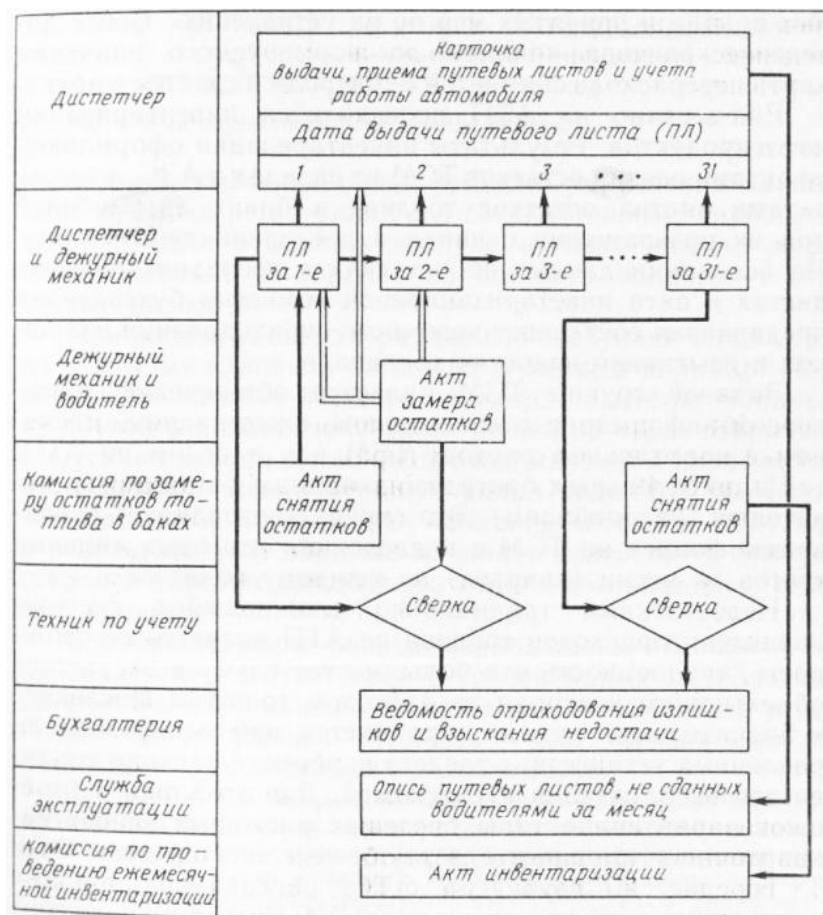 Диспетчер
Карточка
выдачи, приема путевых листов и учета
работы автомобиля
Дата выдачи путевого листа (ПЛ)
1 2 3 31
Диспетчер
и дежурный
механик
ПЛ
за 1-е
ПЛ
за 2-е
ПЛ
за 3-е
ПЛ
за 31-е
Дежурный
механик и
водитель
Акт
замера
остатков
Комиссия по заме-
ру остатков то-
плива в баках
Акт
снятия
остатков
Акт
снятия
остатков
Техник по учету
Сверка
Сверка
Бухгалтерия
Ведомость оприходования излиш-
ков и взыскания недостачи
Служба
эксплуатации
Опись путевых листов, не сданных
водителями за месяц
Комиссия по про-
ведению ежемесяч-
ной инвентаризации
Акт инвентаризации